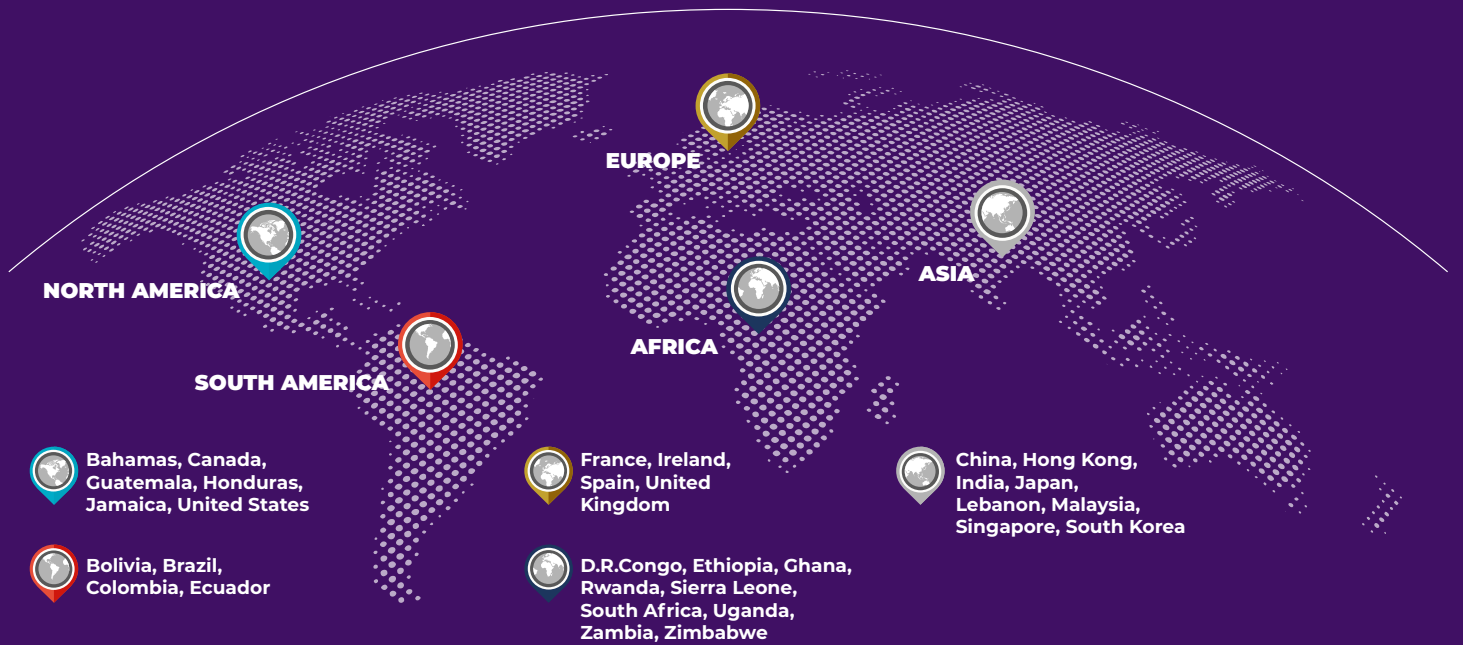 EUROPE
ASIA
NORTH AMERICA
AFRICA
SOUTH AMERICA
Bahamas, Canada,
Guatemala, Honduras,
Jamaica, United States
Bolivia, Brazil,
Colombia, Ecuador
France, Ireland,
Spain, United
Kingdom
D.R.Congo, Ethiopia, Ghana,
Rwanda, Sierra Leone,
South Africa, Uganda,
Zambia, Zimbabwe
China, Hong Kong,
India, Japan,
Lebanon, Malaysia,
Singapore, South Korea